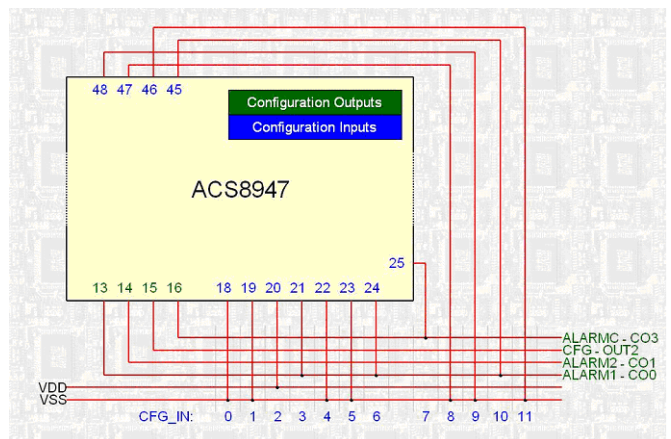 48 47 46 45
Configuration Outputs
Configuration Inputs
ACS8947
25
13 14 15 16 18 19 20 21 22 23 24
ALARMC - CO3
CFG - OUT2
ALARM2 - CO1
ALARM1 - CO0
VDD
VSS
CFG_IN: 0 1 2 3 4 5 6 7 8 9 10 11